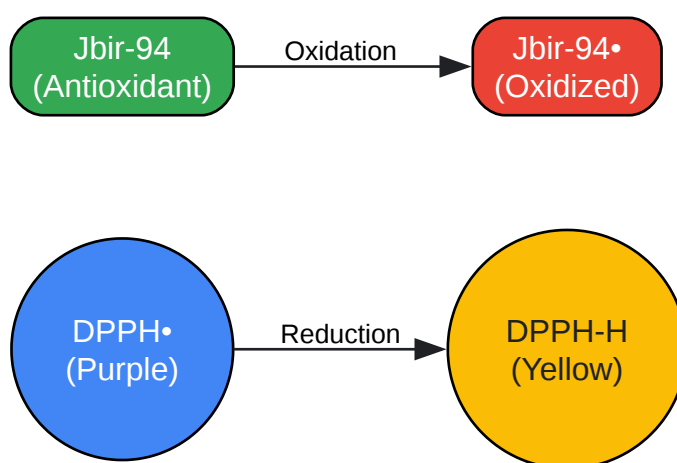 Jbir-94
(Antioxidant)
Oxidation
Jbir-94•
(Oxidized)
DPPH•
(Purple)
Reduction
DPPH-H
(Yellow)